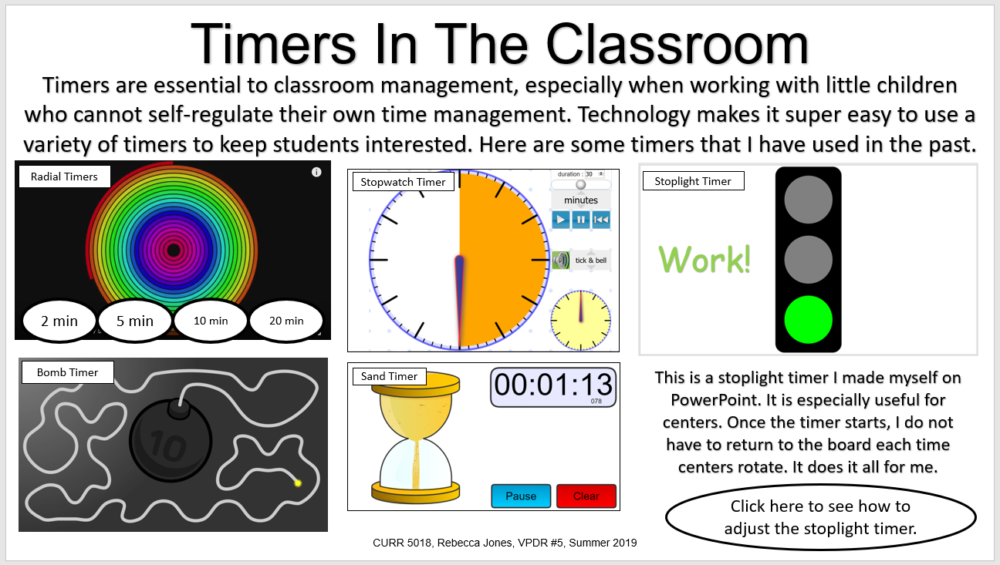 Timers In The Classroom
Timers are essential to classroom management, especially when working with little children
who cannot self-regulate their own time management. Technology makes it super easy to use a
variety of timers to keep students interested. Here are some timers that I have used in the past.
Radial Timers
i
2 min
5 min
10 min
20 min
Stopwatch Timer
duration : 30
minutes
tick & bell
Stoplight Timer
Work!
Bomb Timer
10
Sand Timer
00:01:13
078
Pause
Clear
This is a stoplight timer I made myself on
PowerPoint. It is especially useful for
centers. Once the timer starts, I do not
have to return to the board each time
centers rotate. It does it all for me.
Click here to see how to
adjust the stoplight timer.
CURR 5018, Rebecca Jones, VPDR #5, Summer 2019